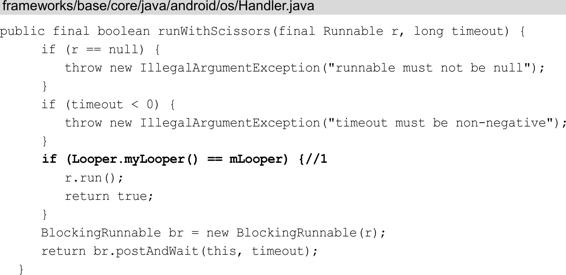 frameworks/base/core/java/android/os/Handler.java
public final boolean runWithScissors(final Runnable r, long timeout) {
if (r == null) {
throw new IllegalArgumentException("runnable must not be null");
}
if (timeout < 0) {
throw new IllegalArgumentException("timeout must be non-negative");
}
if (Looper.myLooper() == mLooper) {//1
r.run();
return true;
}
BlockingRunnable br = new BlockingRunnable(r);
return br.postAndWait(this, timeout);
}